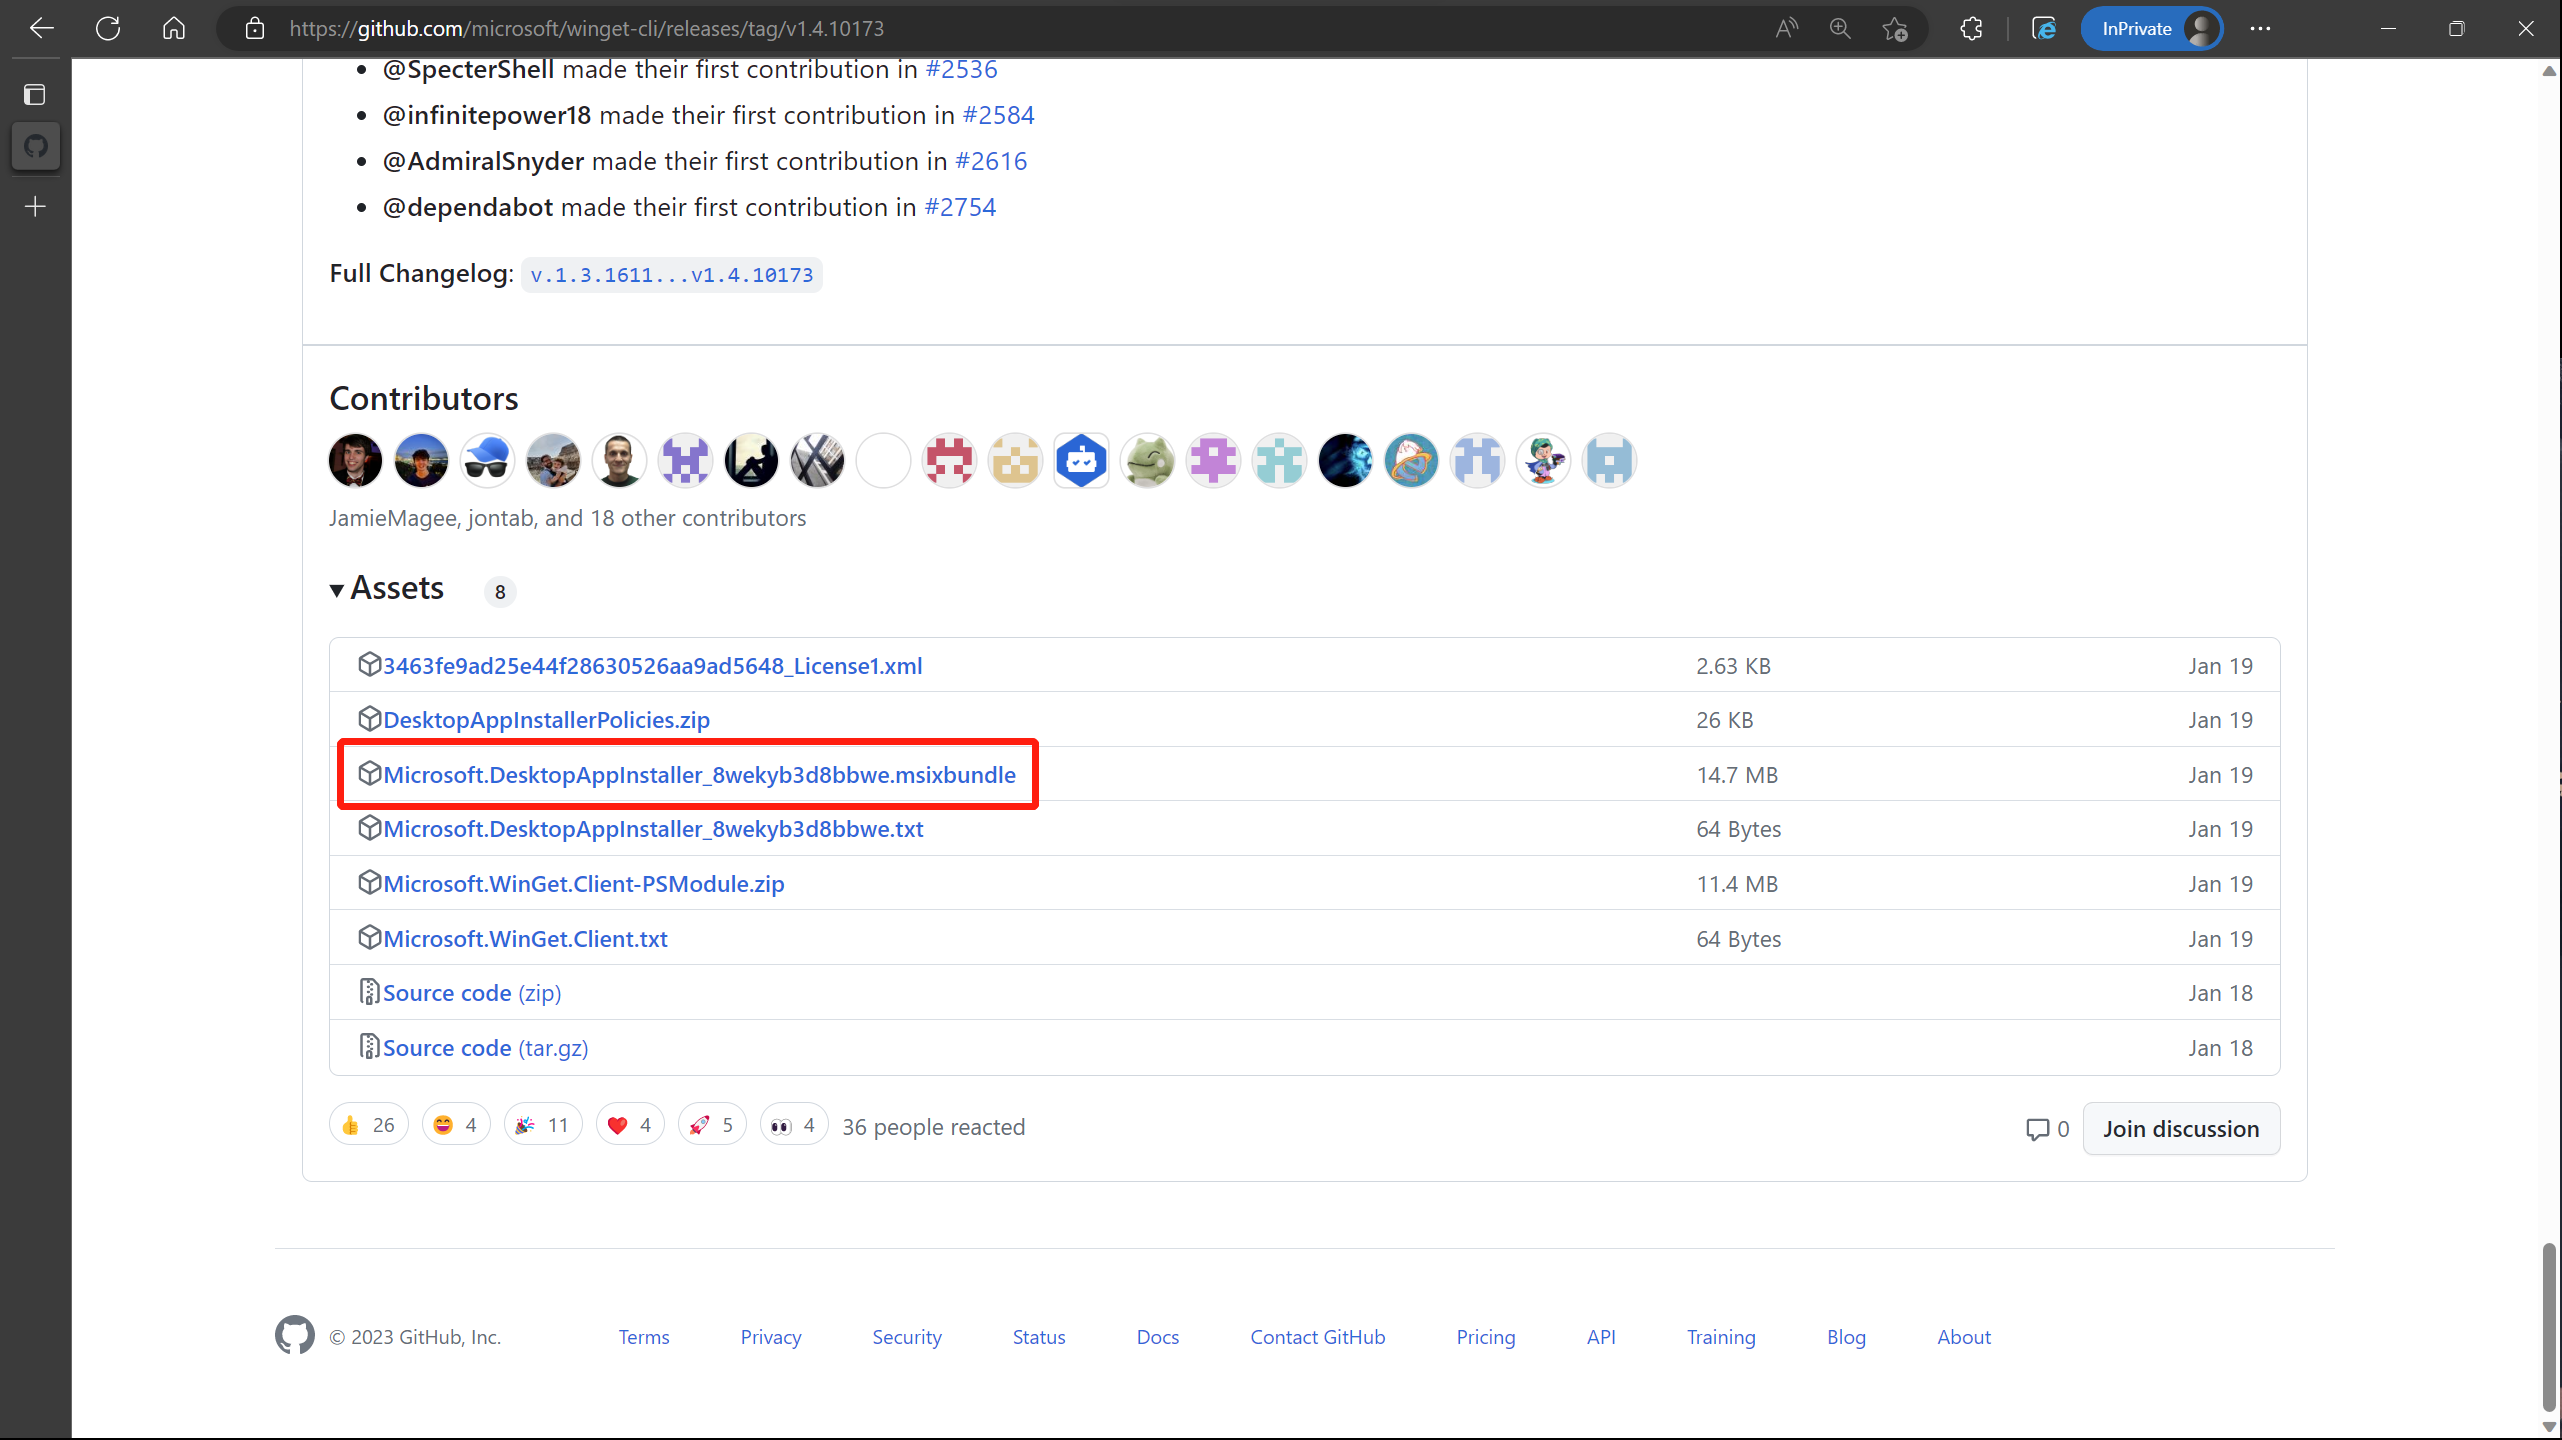 https://github.com/microsoft/winget-cli/releases/tag/v1.4.10173
InPrivate
@SpecterShell made their first contribution in #2536
@infinitepower18 made their first contribution in #2584
@AdmiralSnyder made their first contribution in #2616
@dependabot made their first contribution in #2754
Full Changelog: v.1.3.1611...v1.4.10173
Contributors
JamieMagee, jontab, and 18 other contributors
Assets 8
3463fe9ad25e44f28630526aa9ad5648_License1.xml 2.63 KB Jan 19
DesktopAppInstallerPolicies.zip 26 KB Jan 19
Microsoft.DesktopAppInstaller_8wekyb3d8bbwe.msixbundle 14.7 MB Jan 19
Microsoft.DesktopAppInstaller_8wekyb3d8bbwe.txt 64 Bytes Jan 19
Microsoft.WinGet.Client-PSModule.zip 11.4 MB Jan 19
Microsoft.WinGet.Client.txt 64 Bytes Jan 19
Source code (zip) Jan 18
Source code (tar.gz) Jan 18
26 4 11 4 5 4 36 people reacted 0 Join discussion
© 2023 GitHub, Inc. Terms Privacy Security Status Docs Contact GitHub Pricing API Training Blog About